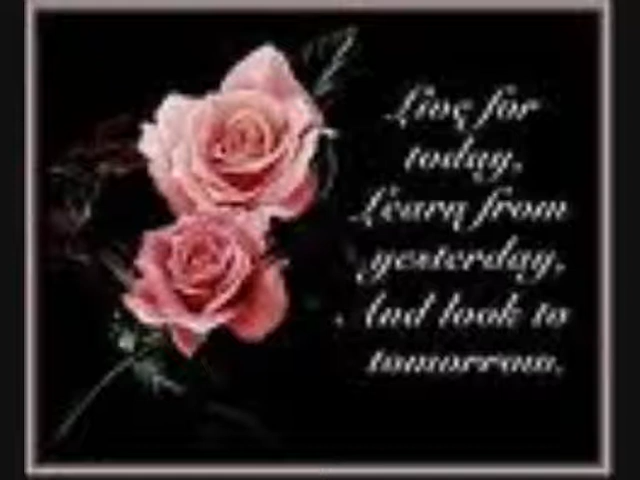 Live for
today,
Learn from
yesterday,
And look to
tomorrow.